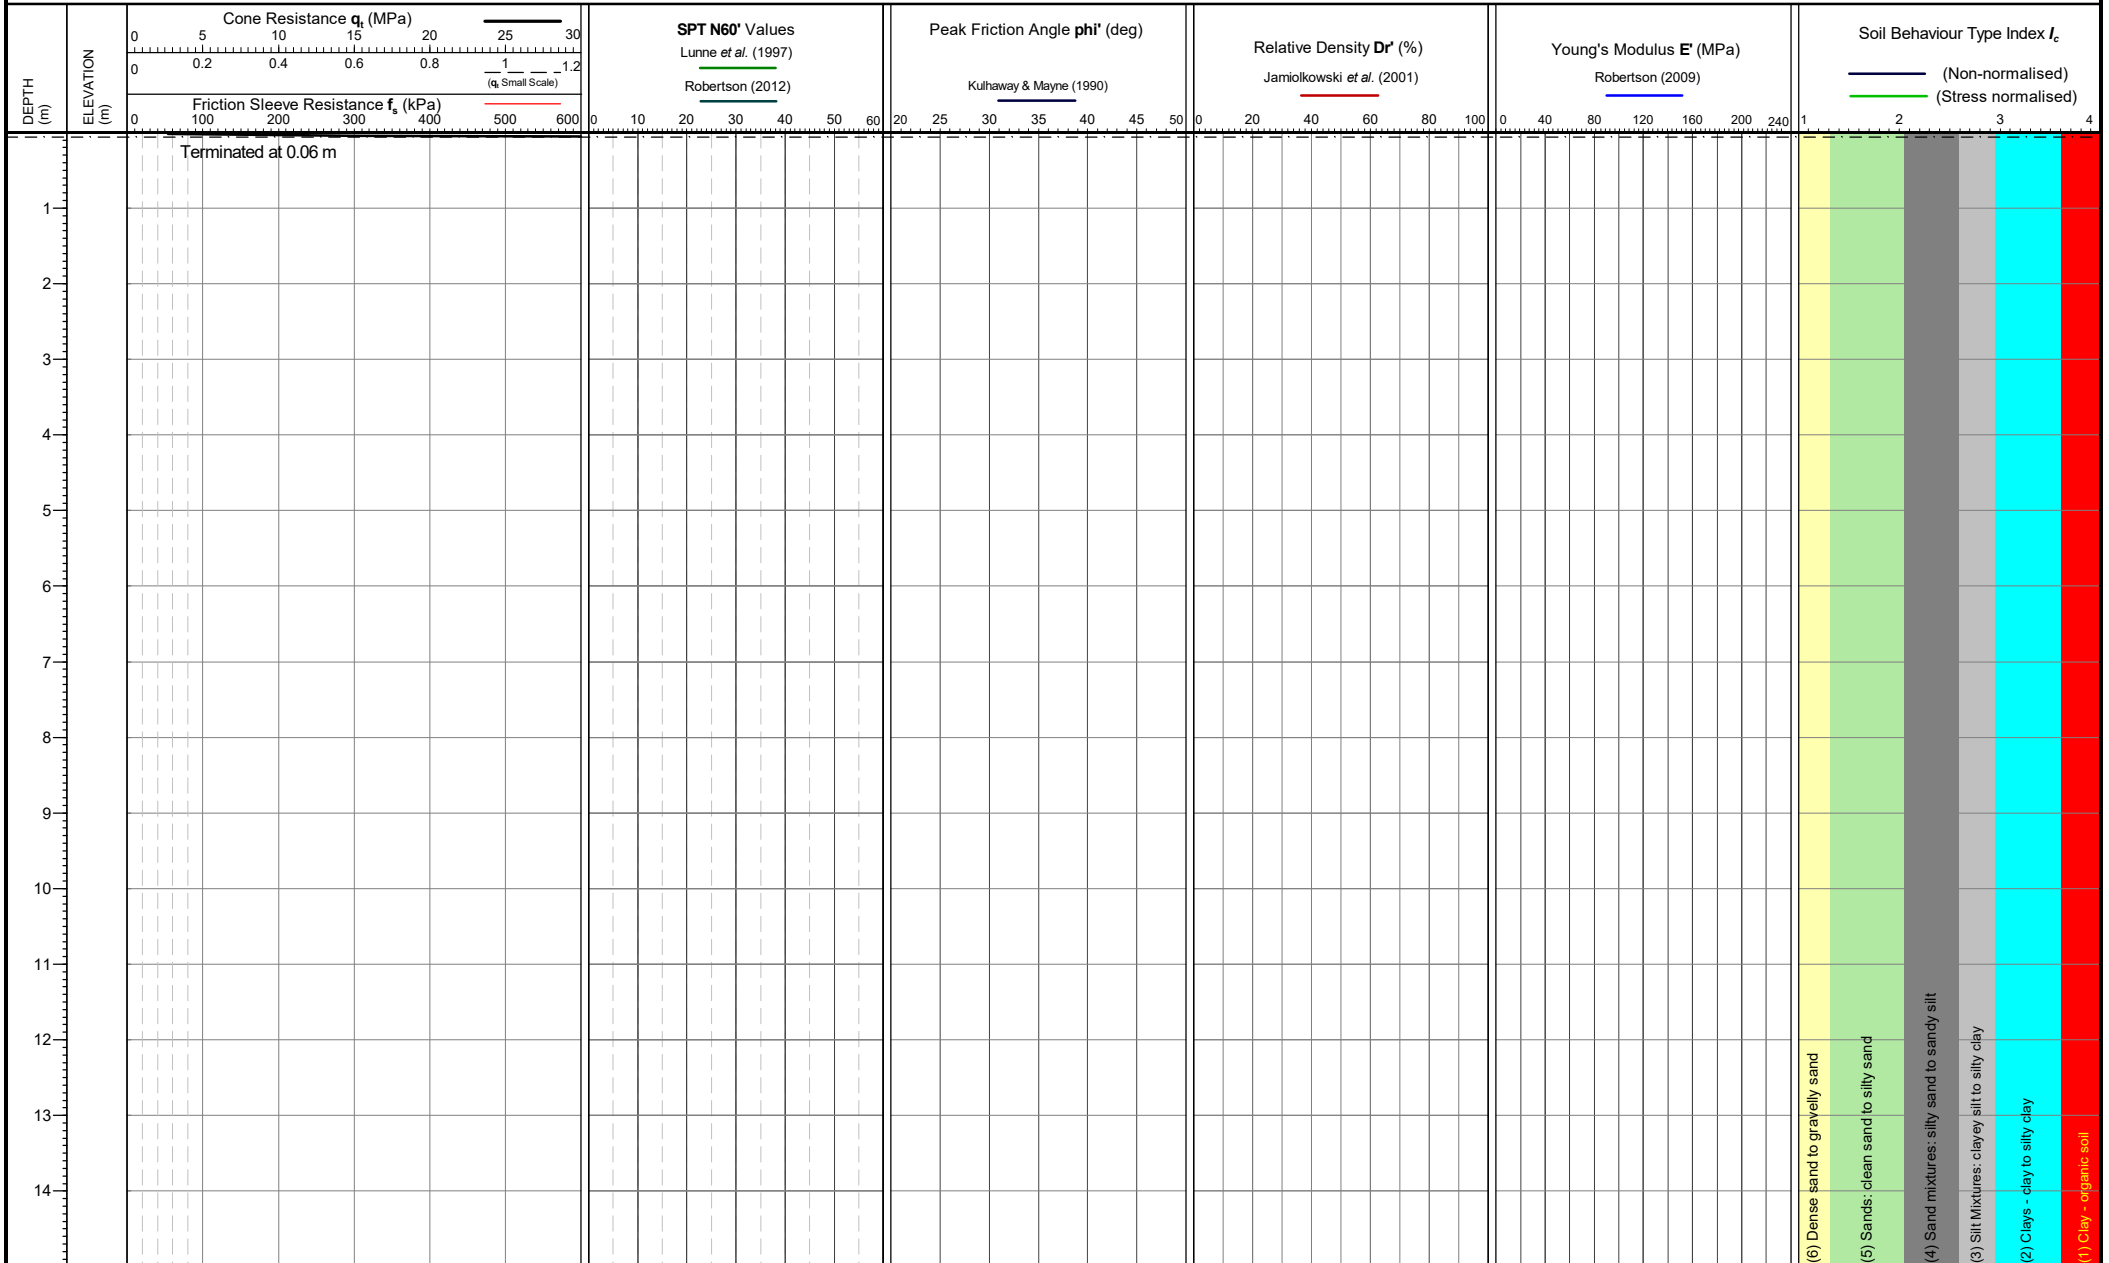 DEPTH
(m)
ELEVATION
(m)
Cone Resistance qt (MPa)
0 5 10 15 20 25 30
0 0.2 0.4 0.6 0.8 1 1.2
(qt Small Scale)
Friction Sleeve Resistance fs (kPa)
0 100 200 300 400 500 600
SPT N60' Values
Lunne et al. (1997)
Robertson (2012)
0 10 20 30 40 50 60
Peak Friction Angle phi' (deg)
Kulhaway & Mayne (1990)
20 25 30 35 40 45 50
Relative Density Dr' (%)
Jamiolkowski et al. (2001)
0 20 40 60 80 100
Young's Modulus E' (MPa)
Robertson (2009)
0 40 80 120 160 200 240
Soil Behaviour Type Index Ic
(Non-normalised)
(Stress normalised)
1 2 3 4
Terminated at 0.06 m
1
2
3
4
5
6
7
8
9
10
11
12
13
14
(6) Dense sand to gravelly sand
(5) Sands: clean sand to silty sand
(4) Sand mixtures: silty sand to sandy silt
(3) Silt Mixtures: clayey silt to silty clay
(2) Clays - clay to silty clay
(1) Clay - organic soil